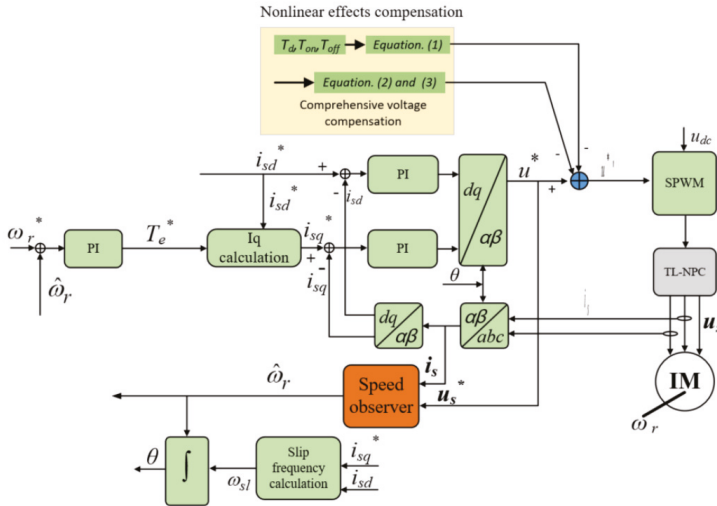 Nonlinear effects compensation
T_d,T_on,T_off
Equation. (1)
Equation. (2) and (3)
Comprehensive voltage
compensation
i_sd*
+
-
i_sd
PI
dq
αβ
u*
-
-
+
u_dc
SPWM
i_sd*
ω_r*
PI
T_e*
Iq
calculation
i_sq*
+
-
i_sq
PI
ω̂_r
θ
TL-NPC
dq
αβ
αβ
abc
IM
ω_r
i_s
ω̂_r
Speed
observer
u_s*
θ
∫
ω_sl
Slip
frequency
calculation
i_sq*
i_sd